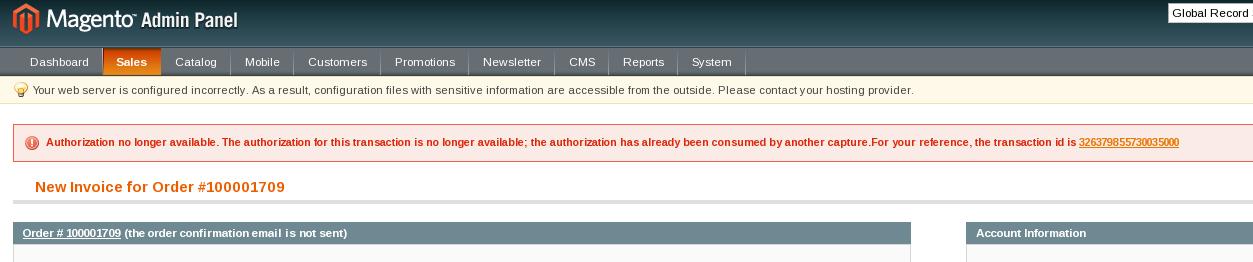 Magento™ Admin Panel
Global Record
Dashboard Sales Catalog Mobile Customers Promotions Newsletter CMS Reports System
Your web server is configured incorrectly. As a result, configuration files with sensitive information are accessible from the outside. Please contact your hosting provider.
Authorization no longer available. The authorization for this transaction is no longer available; the authorization has already been consumed by another capture.For your reference, the transaction id is 326379855730035000
New Invoice for Order #100001709
Order # 100001709 (the order confirmation email is not sent)
Account Information